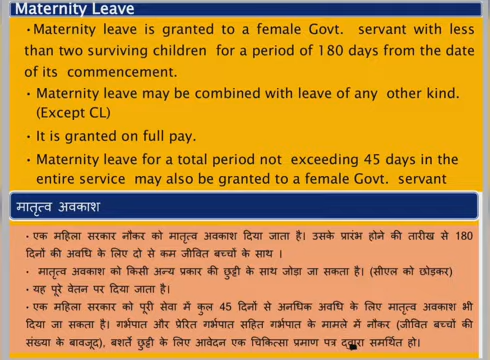 Maternity Leave
• Maternity leave is granted to a female Govt. servant with less
than two surviving children for a period of 180 days from the date
of its commencement.
• Maternity leave may be combined with leave of any other kind.
(Except CL)
• It is granted on full pay.
• Maternity leave for a total period not exceeding 45 days in the
entire service may also be granted to a female Govt. servant
मातृत्व अवकाश
• एक महिला सरकार नौकर को मातृत्व अवकाश दिया जाता है। उसके प्रारंभ होने की तारीख से 180
दिनों की अवधि के लिए दो से कम जीवित बच्चों के साथ ।
• मातृत्व अवकाश को किसी अन्य प्रकार की छुट्टी के साथ जोड़ा जा सकता है। (सीएल को छोड़कर)
• यह पूरे वेतन पर दिया जाता है।
• एक महिला सरकार को पूरी सेवा में कुल 45 दिनों से अनधिक अवधि के लिए मातृत्व अवकाश भी
दिया जा सकता है। गर्भपात और प्रेरित गर्भपात सहित गर्भपात के मामले में नौकर (जीवित बच्चों की
संख्या के बावजूद), बशर्ते छुट्टी के लिए आवेदन एक चिकित्सा प्रमाण पत्र द्वारा समर्थित हो।